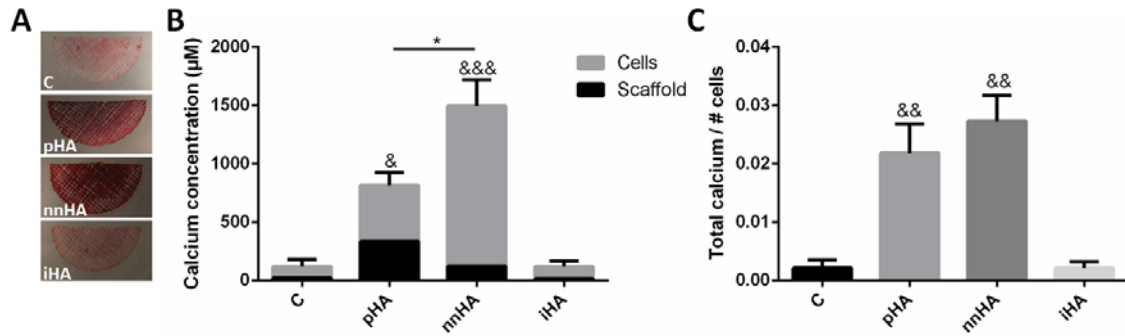 A
C
pHA
nnHA
iHA
B
Calcium concentration (µM)
2000
1500
1000
500
0
*
&
&&&
Cells
Scaffold
C
pHA
nnHA
iHA
C
Total calcium / # cells
0.04
0.03
0.02
0.01
0.00
&&
&&
C
pHA
nnHA
iHA